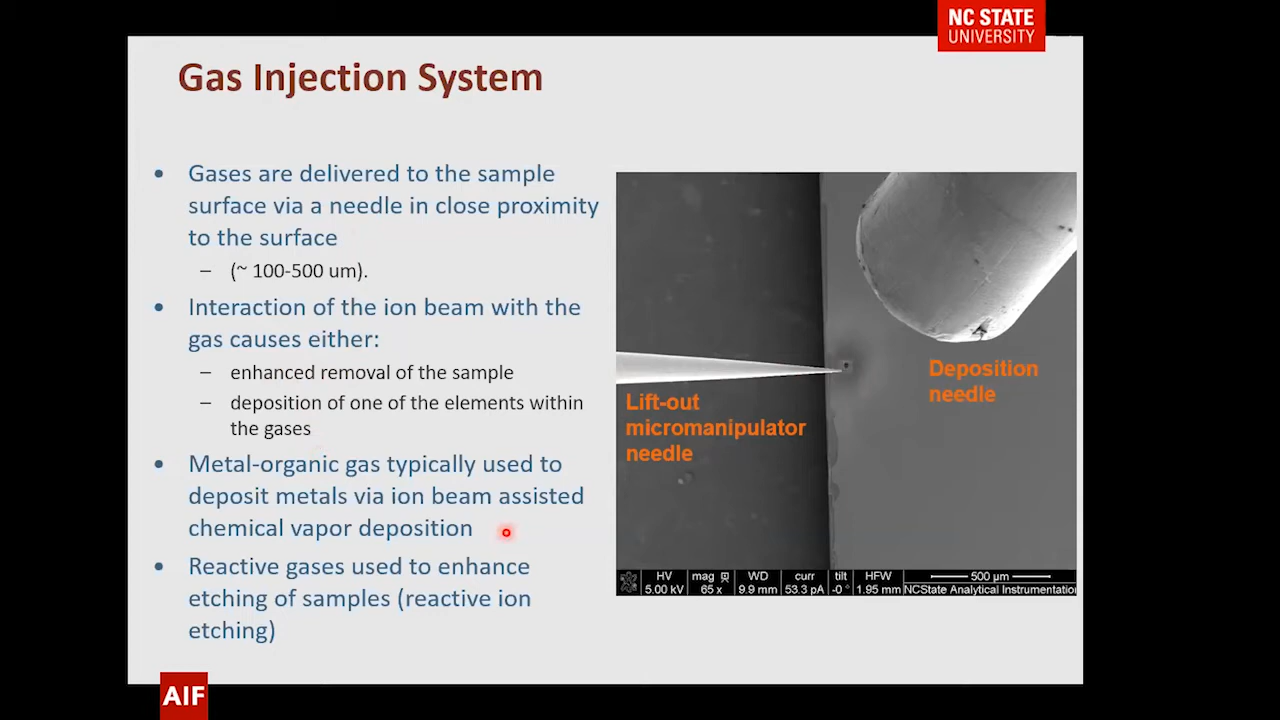 NC STATE
UNIVERSITY
Gas Injection System
• Gases are delivered to the sample
surface via a needle in close proximity
to the surface
– (~ 100-500 um).
• Interaction of the ion beam with the
gas causes either:
– enhanced removal of the sample
– deposition of one of the elements within
the gases
• Metal-organic gas typically used to
deposit metals via ion beam assisted
chemical vapor deposition
• Reactive gases used to enhance
etching of samples (reactive ion
etching)
Deposition
needle
Lift-out
micromanipulator
needle
HV mag WD curr tilt HFW 500 µm
5.00 kV 65 x 9.9 mm 53.3 pA -0 ° 1.95 mm NCState Analytical Instrumentation
AIF